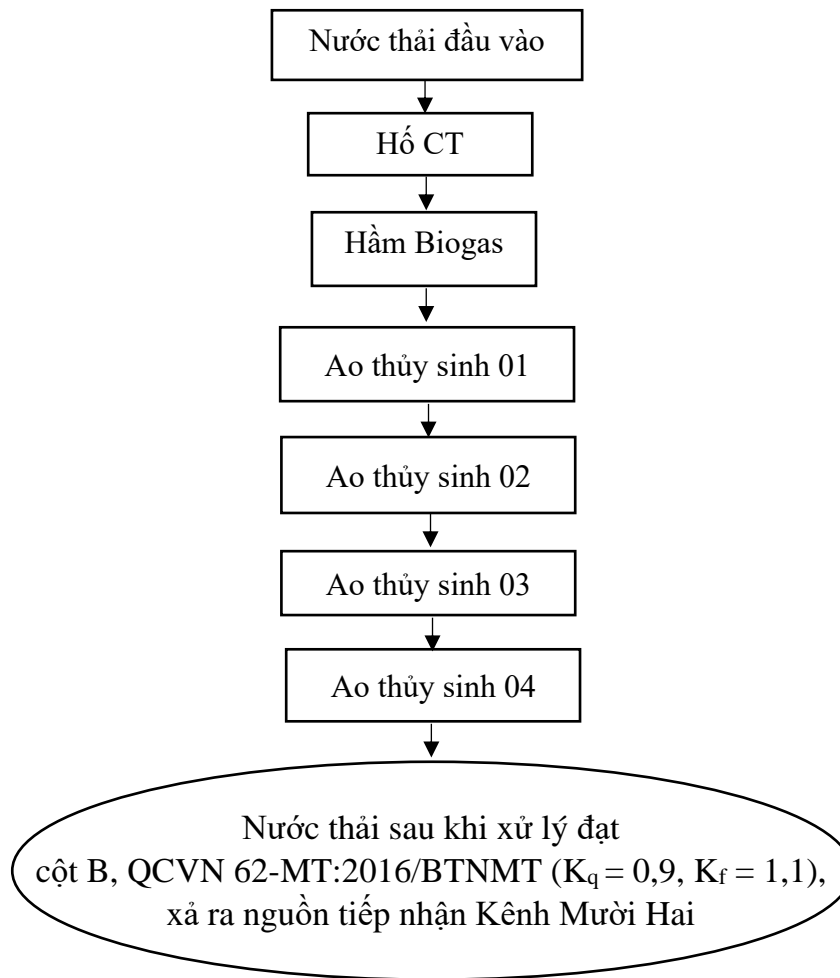 Nước thải đầu vào
Hố CT
Hầm Biogas
Ao thủy sinh 01
Ao thủy sinh 02
Ao thủy sinh 03
Ao thủy sinh 04
Nước thải sau khi xử lý đạt
cột B, QCVN 62-MT:2016/BTNMT (Kq = 0,9, Kf = 1,1),
xả ra nguồn tiếp nhận Kênh Mười Hai